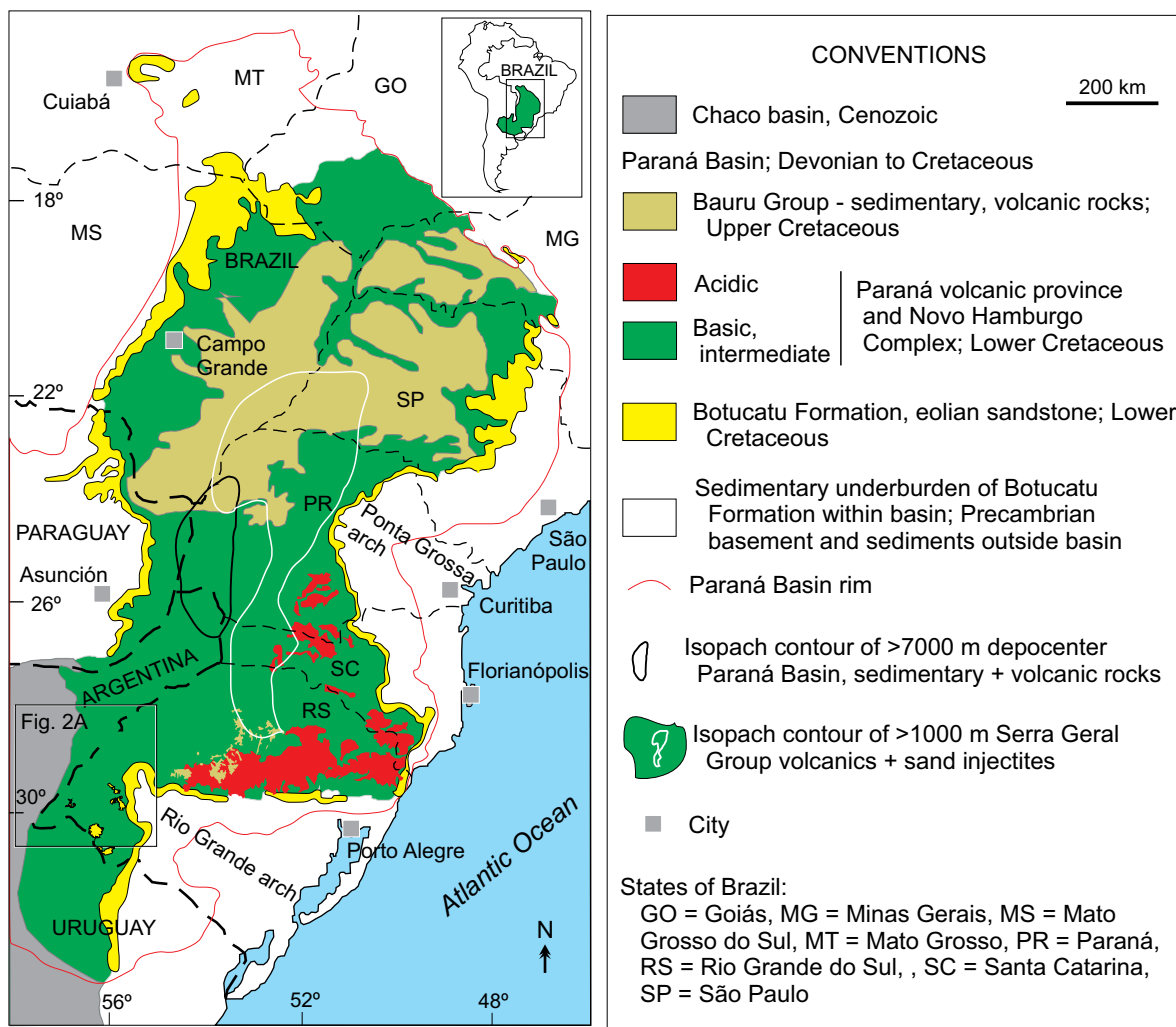 MT
GO
Cuiabá
BRAZIL
18º
MS
MG
BRAZIL
Campo
Grande
22º
SP
PR
PARAGUAY
Ponta Grossa
arch
São
Paulo
Asunción
26º
Curitiba
ARGENTINA
SC
Florianópolis
RS
Fig. 2A
30º
Rio Grande arch
Porto Alegre
Atlantic Ocean
URUGUAY
N
56º
52º
48º
CONVENTIONS
200 km
Chaco basin, Cenozoic
Paraná Basin; Devonian to Cretaceous
Bauru Group - sedimentary, volcanic rocks;
Upper Cretaceous
Acidic
Basic,
intermediate
Paraná volcanic province
and Novo Hamburgo
Complex; Lower Cretaceous
Botucatu Formation, eolian sandstone; Lower
Cretaceous
Sedimentary underburden of Botucatu
Formation within basin; Precambrian
basement and sediments outside basin
Paraná Basin rim
Isopach contour of >7000 m depocenter
Paraná Basin, sedimentary + volcanic rocks
Isopach contour of >1000 m Serra Geral
Group volcanics + sand injectites
City
States of Brazil:
GO = Goiás, MG = Minas Gerais, MS = Mato
Grosso do Sul, MT = Mato Grosso, PR = Paraná,
RS = Rio Grande do Sul, , SC = Santa Catarina,
SP = São Paulo